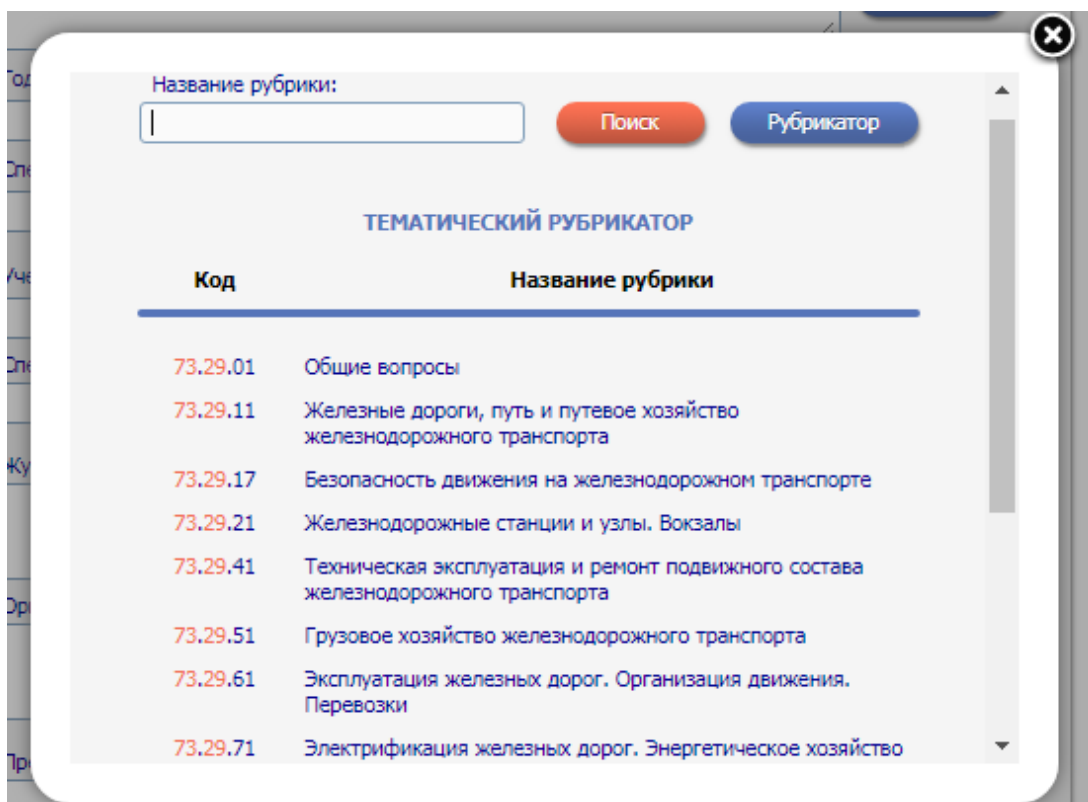 Название рубрики:
Поиск
Рубрикатор
ТЕМАТИЧЕСКИЙ РУБРИКАТОР
Код Название рубрики
73.29.01 Общие вопросы
73.29.11 Железные дороги, путь и путевое хозяйство
железнодорожного транспорта
73.29.17 Безопасность движения на железнодорожном транспорте
73.29.21 Железнодорожные станции и узлы. Вокзалы
73.29.41 Техническая эксплуатация и ремонт подвижного состава
железнодорожного транспорта
73.29.51 Грузовое хозяйство железнодорожного транспорта
73.29.61 Эксплуатация железных дорог. Организация движения.
Перевозки
73.29.71 Электрификация железных дорог. Энергетическое хозяйство